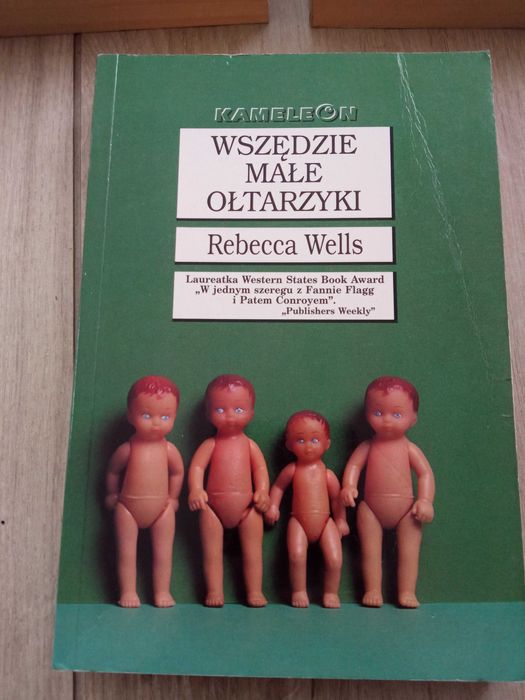 KAMELEON
WSZĘDZIE
MAŁE
OŁTARZYKI
Rebecca Wells
Laureatka Western States Book Award
„W jednym szeregu z Fannie Flagg
i Patem Conroyem”.
„Publishers Weekly”